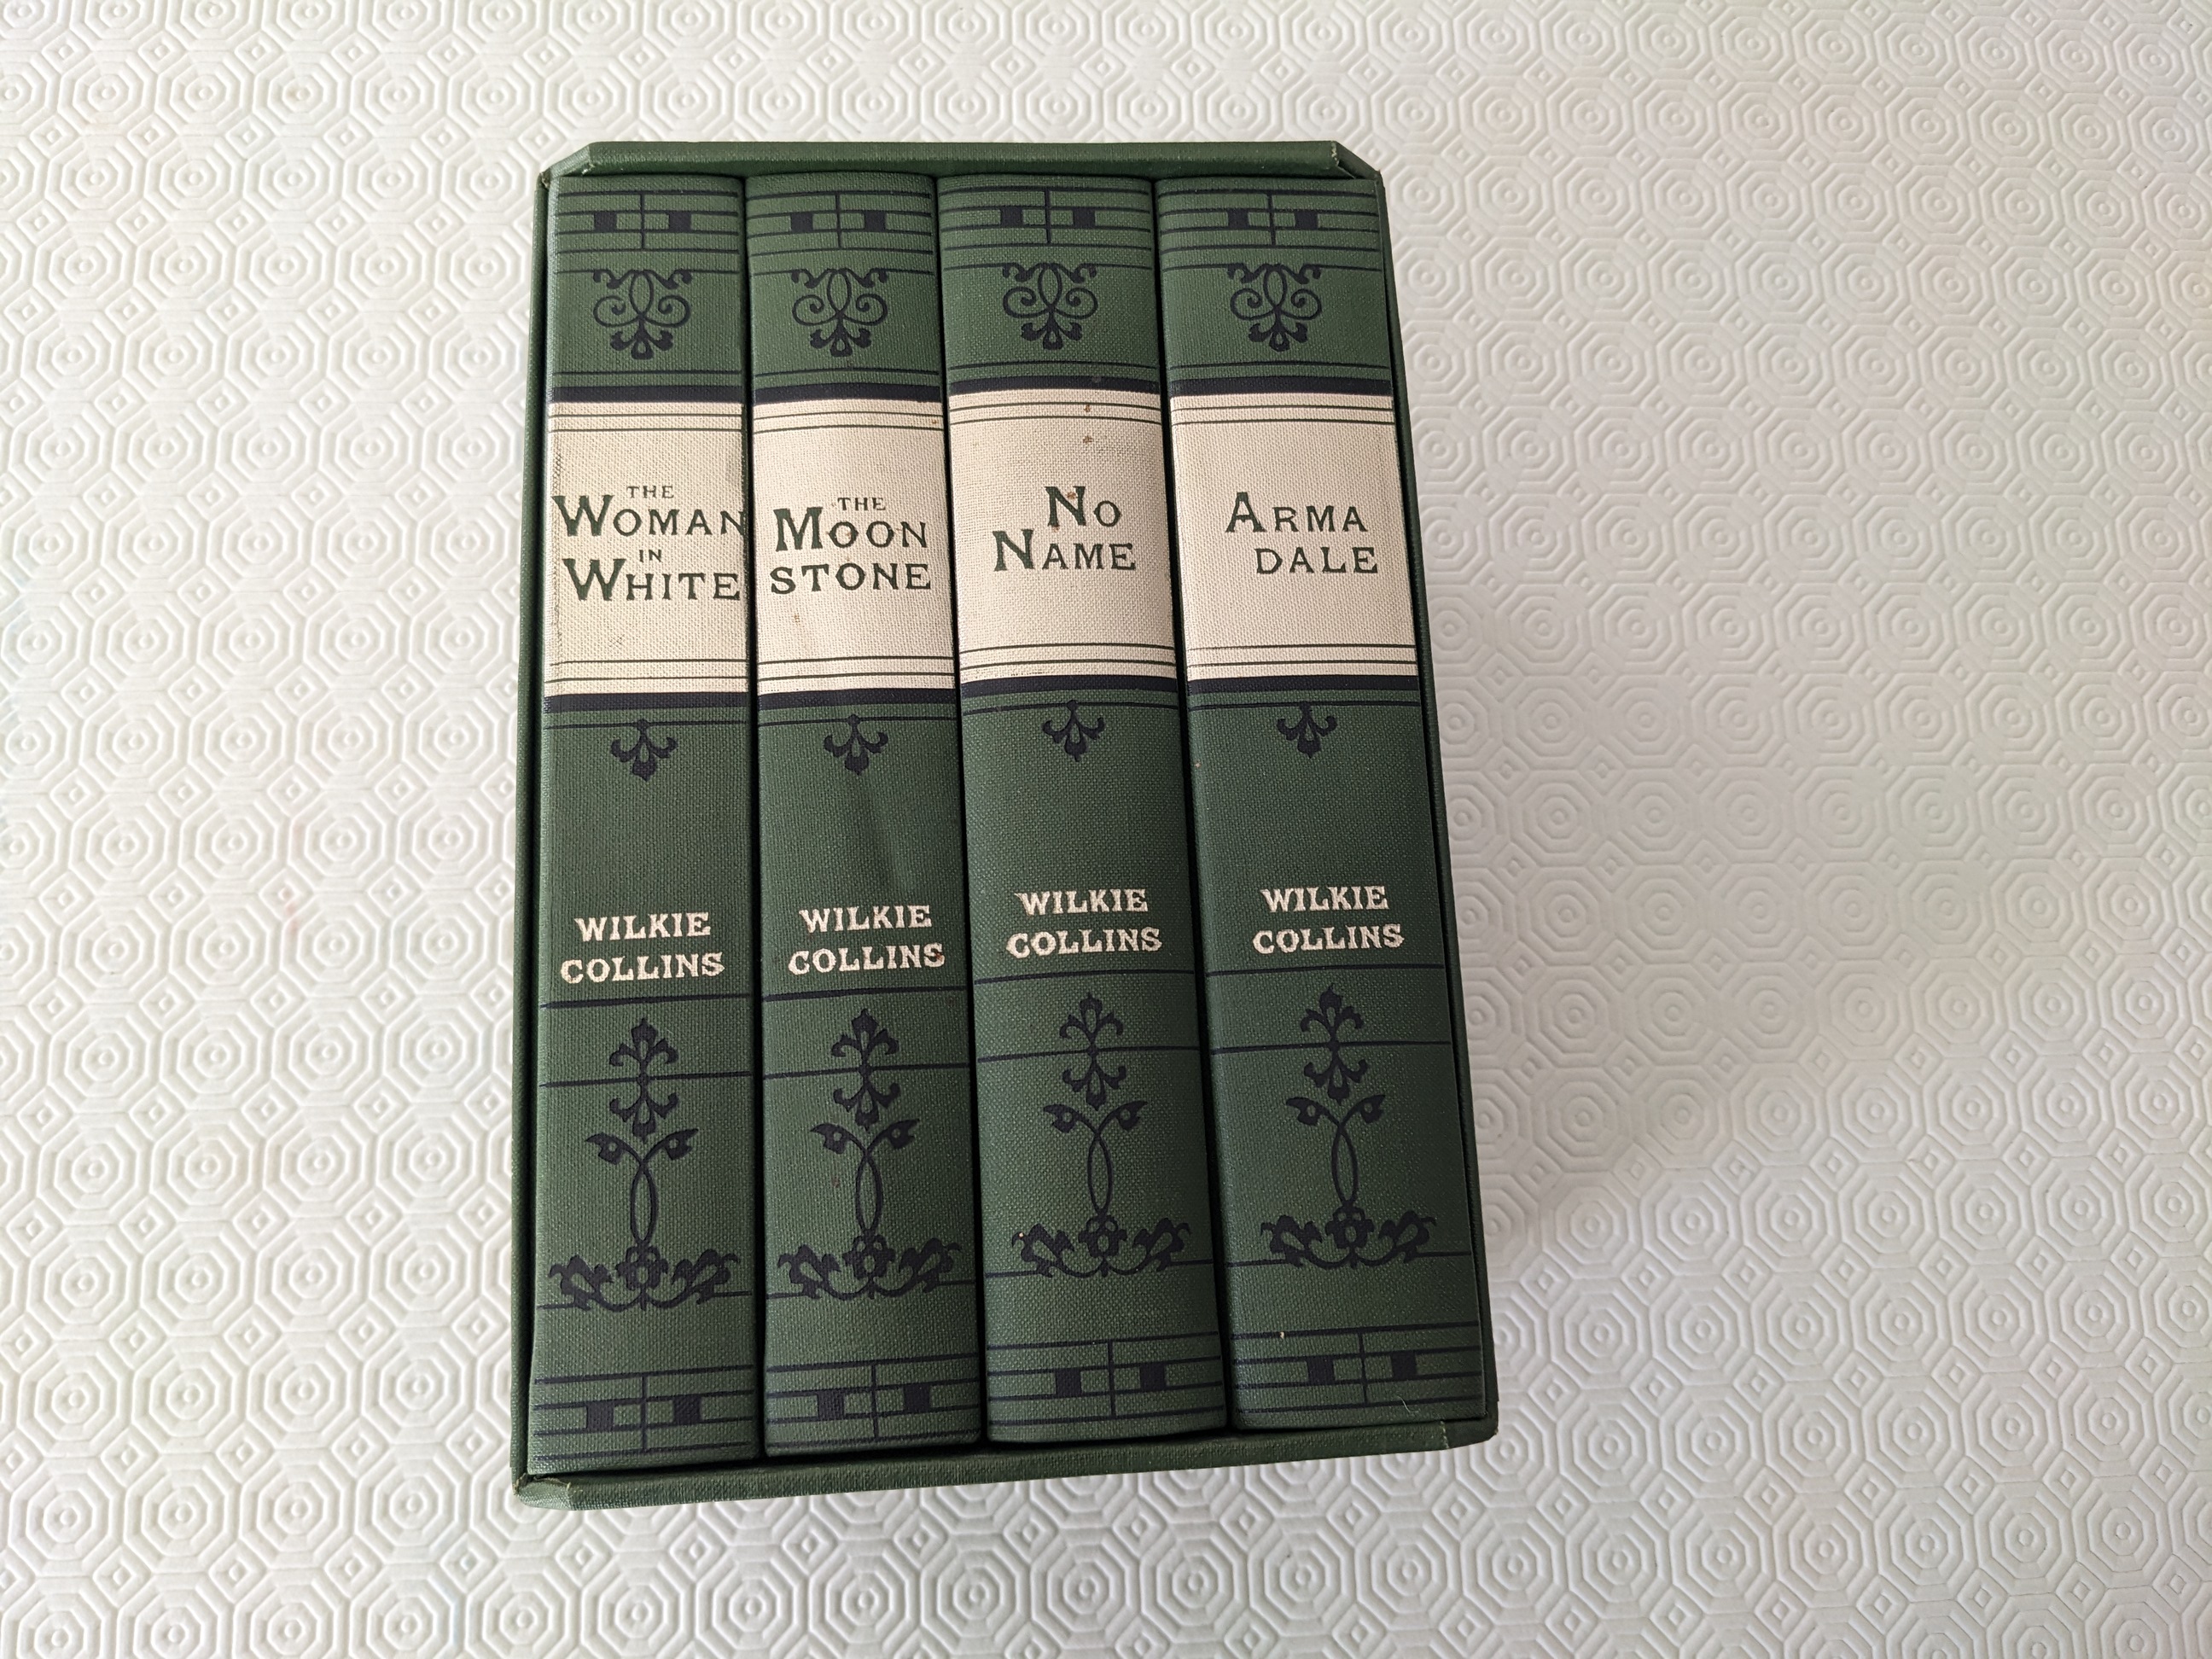 THE
WOMAN
IN
WHITE
WILKIE
COLLINS
THE
MOON
STONE
WILKIE
COLLINS
NO
NAME
WILKIE
COLLINS
ARMA
DALE
WILKIE
COLLINS